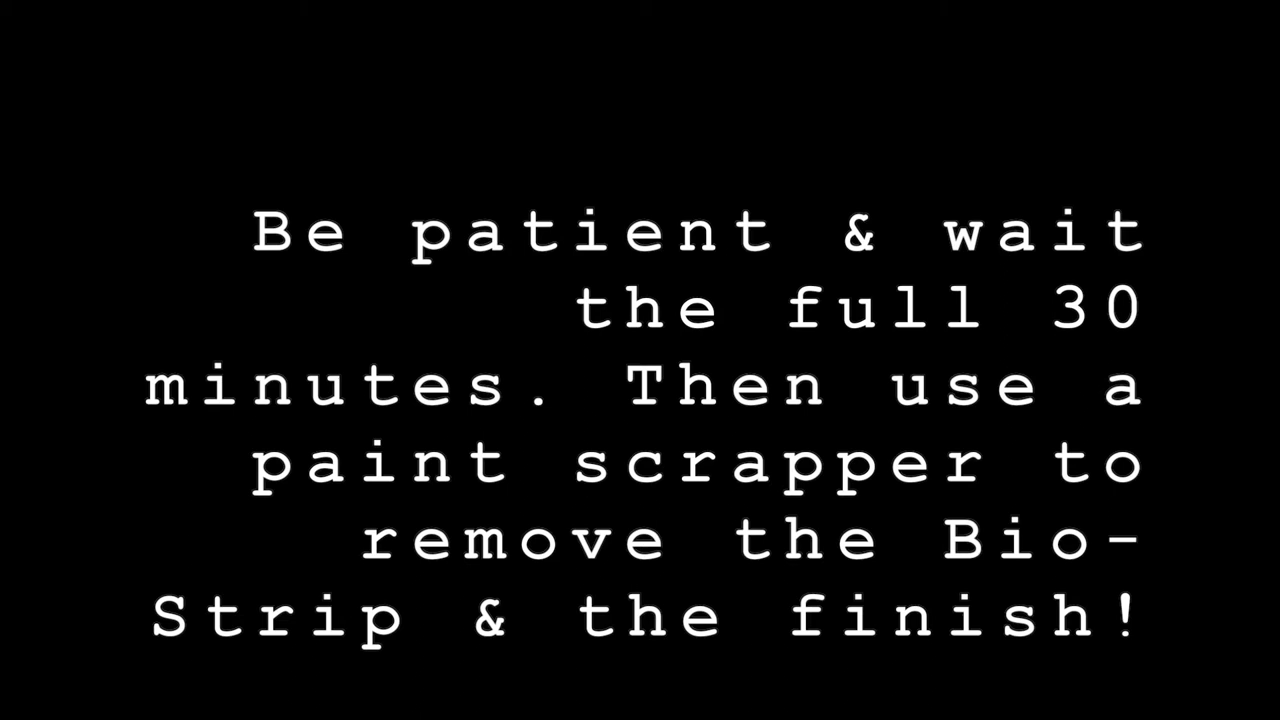 Be patient & wait
the full 30
minutes. Then use a
paint scrapper to
remove the Bio-
Strip & the finish!